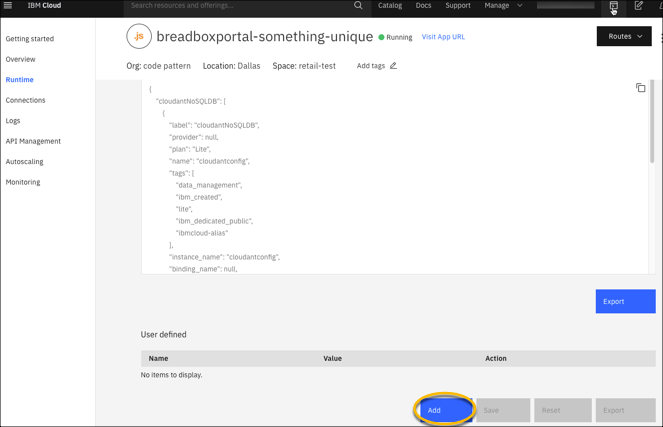 IBM Cloud
Search resources and offerings...
Catalog
Docs
Support
Manage
Getting started
Overview
Runtime
Connections
Logs
API Management
Autoscaling
Monitoring
JS breadboxportal-something-unique Running Visit App URL
Routes
Org: code pattern Location: Dallas Space: retail-test Add tags
{
"cloudantNoSQLDB": [
{
"label": "cloudantNoSQLDB",
"provider": null,
"plan": "Lite",
"name": "cloudantconfig",
"tags": [
"data_management",
"ibm_created",
"lite",
"ibm_dedicated_public",
"ibmcloud-alias"
],
"instance_name": "cloudantconfig",
"binding_name": null,
Export
User defined
Name Value Action
No items to display.
Add Save Reset Export